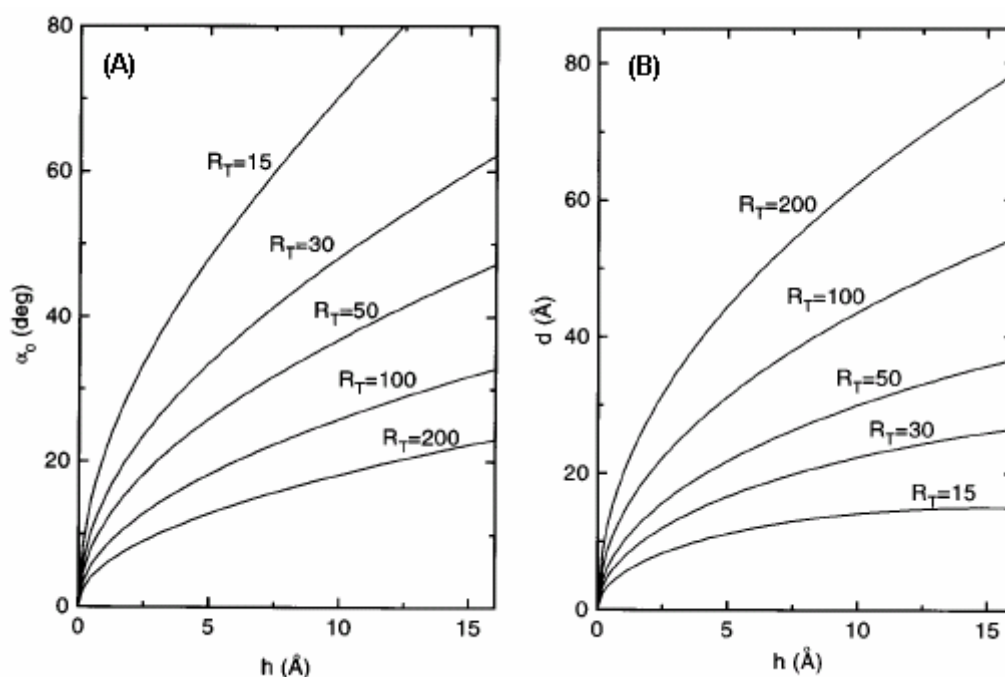 (A)
80
60
40
20
0
α₀ (deg)
R_T=15
R_T=30
R_T=50
R_T=100
R_T=200
0 5 10 15
h (Å)
(B)
80
60
40
20
0
d (Å)
R_T=200
R_T=100
R_T=50
R_T=30
R_T=15
0 5 10 15
h (Å)